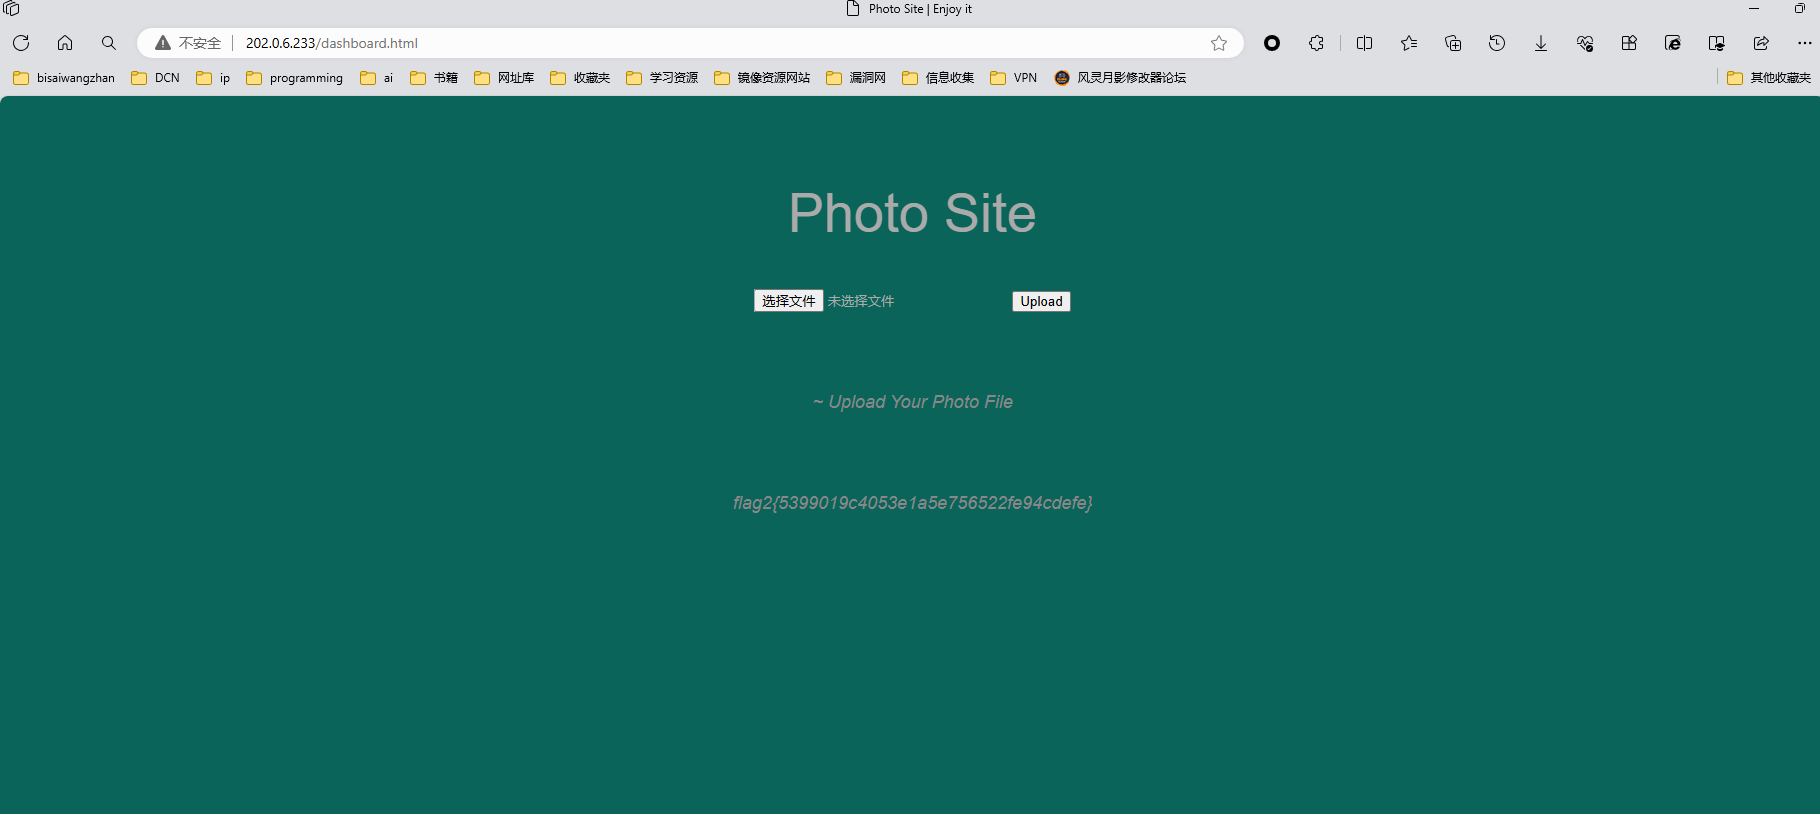 Photo Site | Enjoy it
不安全 202.0.6.233/dashboard.html
bisaiwangzhan DCN ip programming ai 书籍 网址库 收藏夹 学习资源 镜像资源网站 漏洞网 信息收集 VPN 风灵月影修改器论坛 其他收藏夹
Photo Site
选择文件 未选择文件 Upload
~ Upload Your Photo File
flag2{5399019c4053e1a5e756522fe94cdefe}